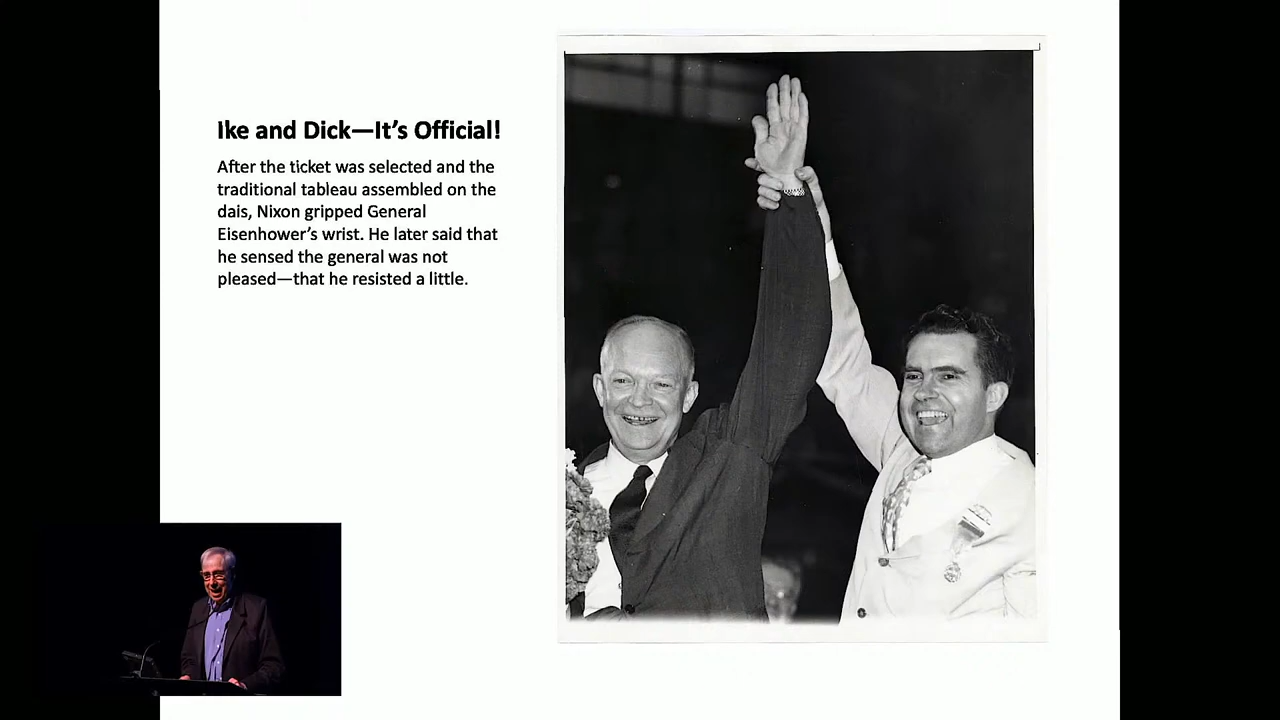 Ike and Dick—It’s Official!
After the ticket was selected and the
traditional tableau assembled on the
dais, Nixon gripped General
Eisenhower’s wrist. He later said that
he sensed the general was not
pleased—that he resisted a little.